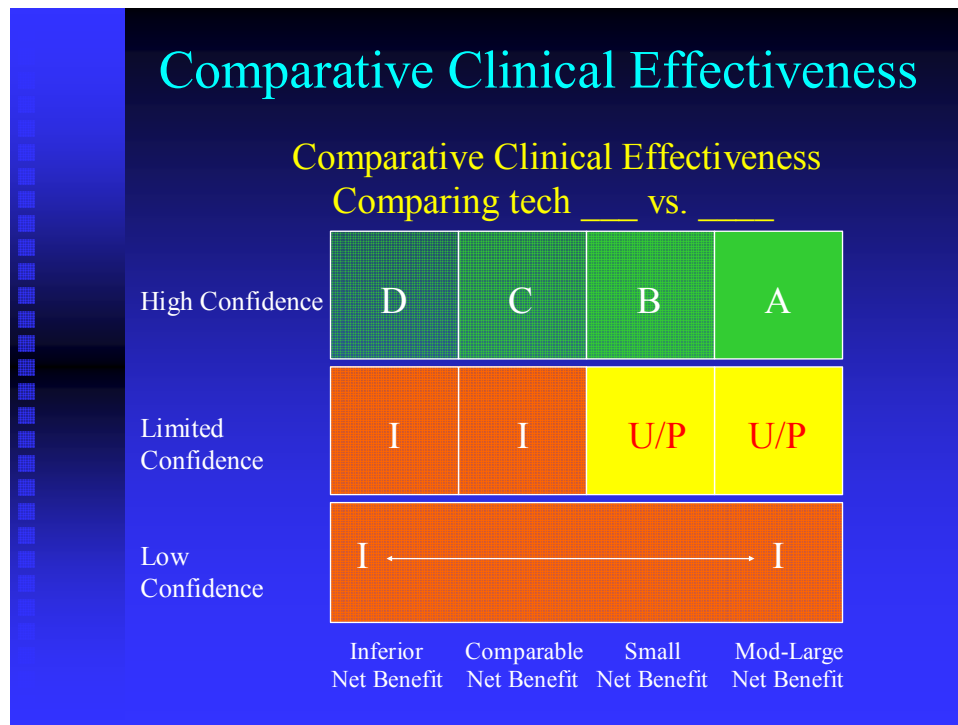 Comparative Clinical Effectiveness
Comparative Clinical Effectiveness
Comparing tech ___ vs. ____
High Confidence
D
C
B
A
Limited
Confidence
I
I
U/P
U/P
Low
Confidence
I
I
Inferior
Net Benefit
Comparable
Net Benefit
Small
Net Benefit
Mod-Large
Net Benefit